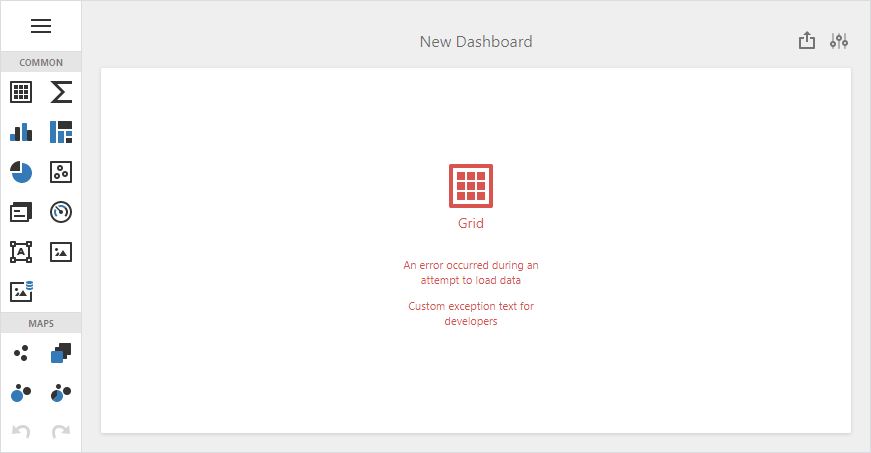 New Dashboard
COMMON
A
MAPS
Grid
An error occurred during an
attempt to load data
Custom exception text for
developers